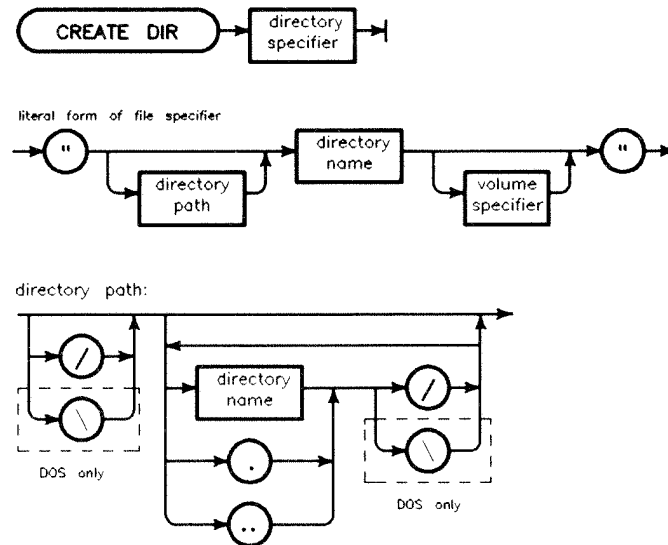 CREATE DIR
directory
specifier
literal form of file specifier
"
directory
path
directory
name
volume
specifier
"
directory path:
/
\
DOS only
directory
name
.
..
/
\
DOS only